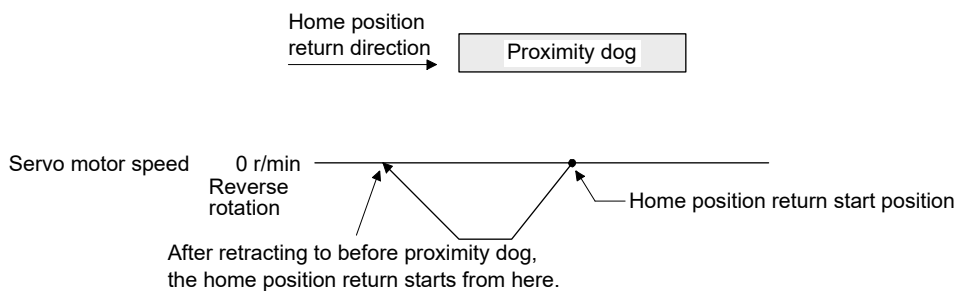 Home position
return direction
Proximity dog
Servo motor speed 0 r/min
Reverse
rotation
Home position return start position
After retracting to before proximity dog,
the home position return starts from here.